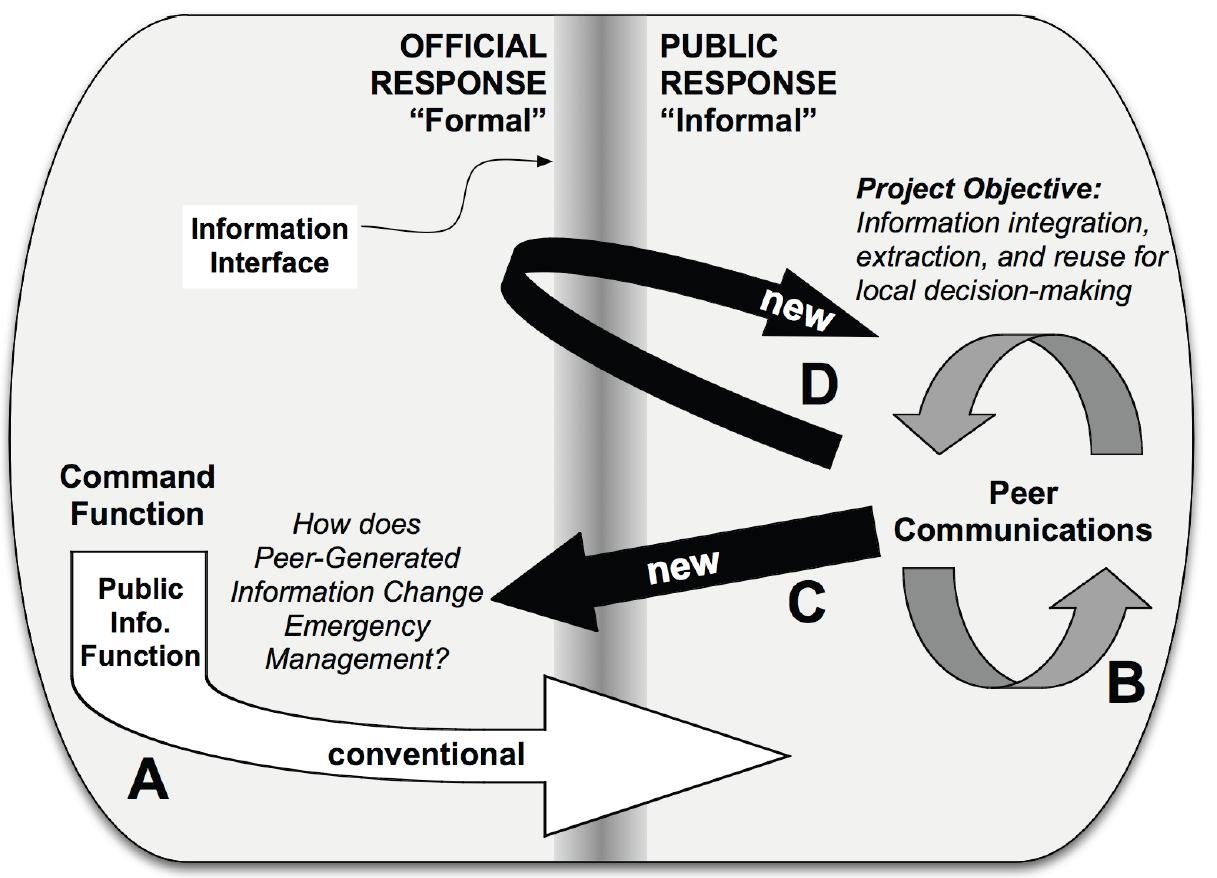 OFFICIAL
RESPONSE
“Formal”
PUBLIC
RESPONSE
“Informal”
Information
Interface
Project Objective:
Information integration,
extraction, and reuse for
local decision-making
new
D
Command
Function
Public
Info.
Function
How does
Peer-Generated
Information Change
Emergency
Management?
new
C
Peer
Communications
B
conventional
A